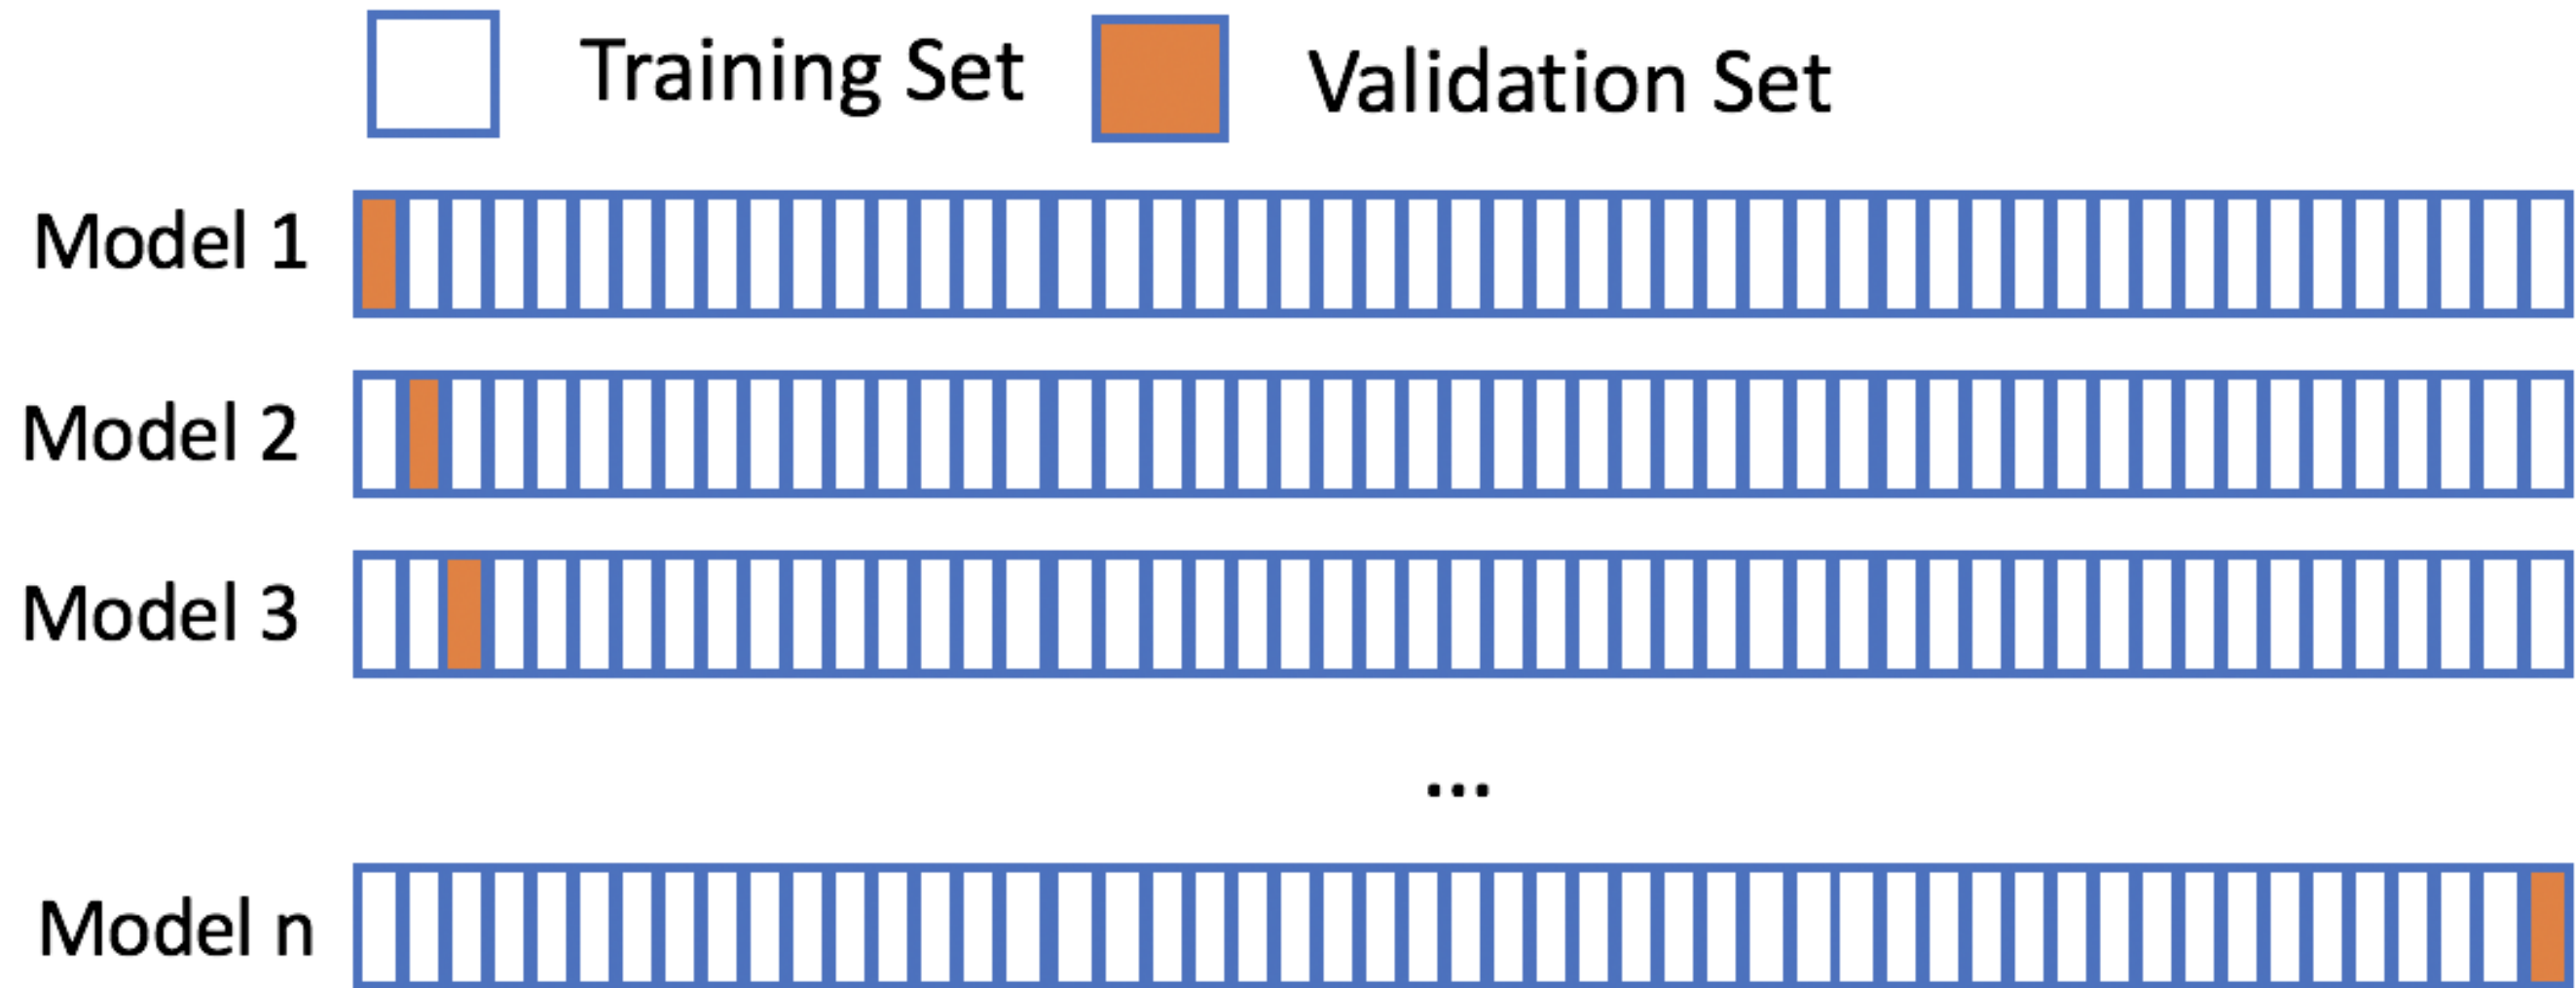 Training Set
Validation Set
Model 1
Model 2
Model 3
...
Model n